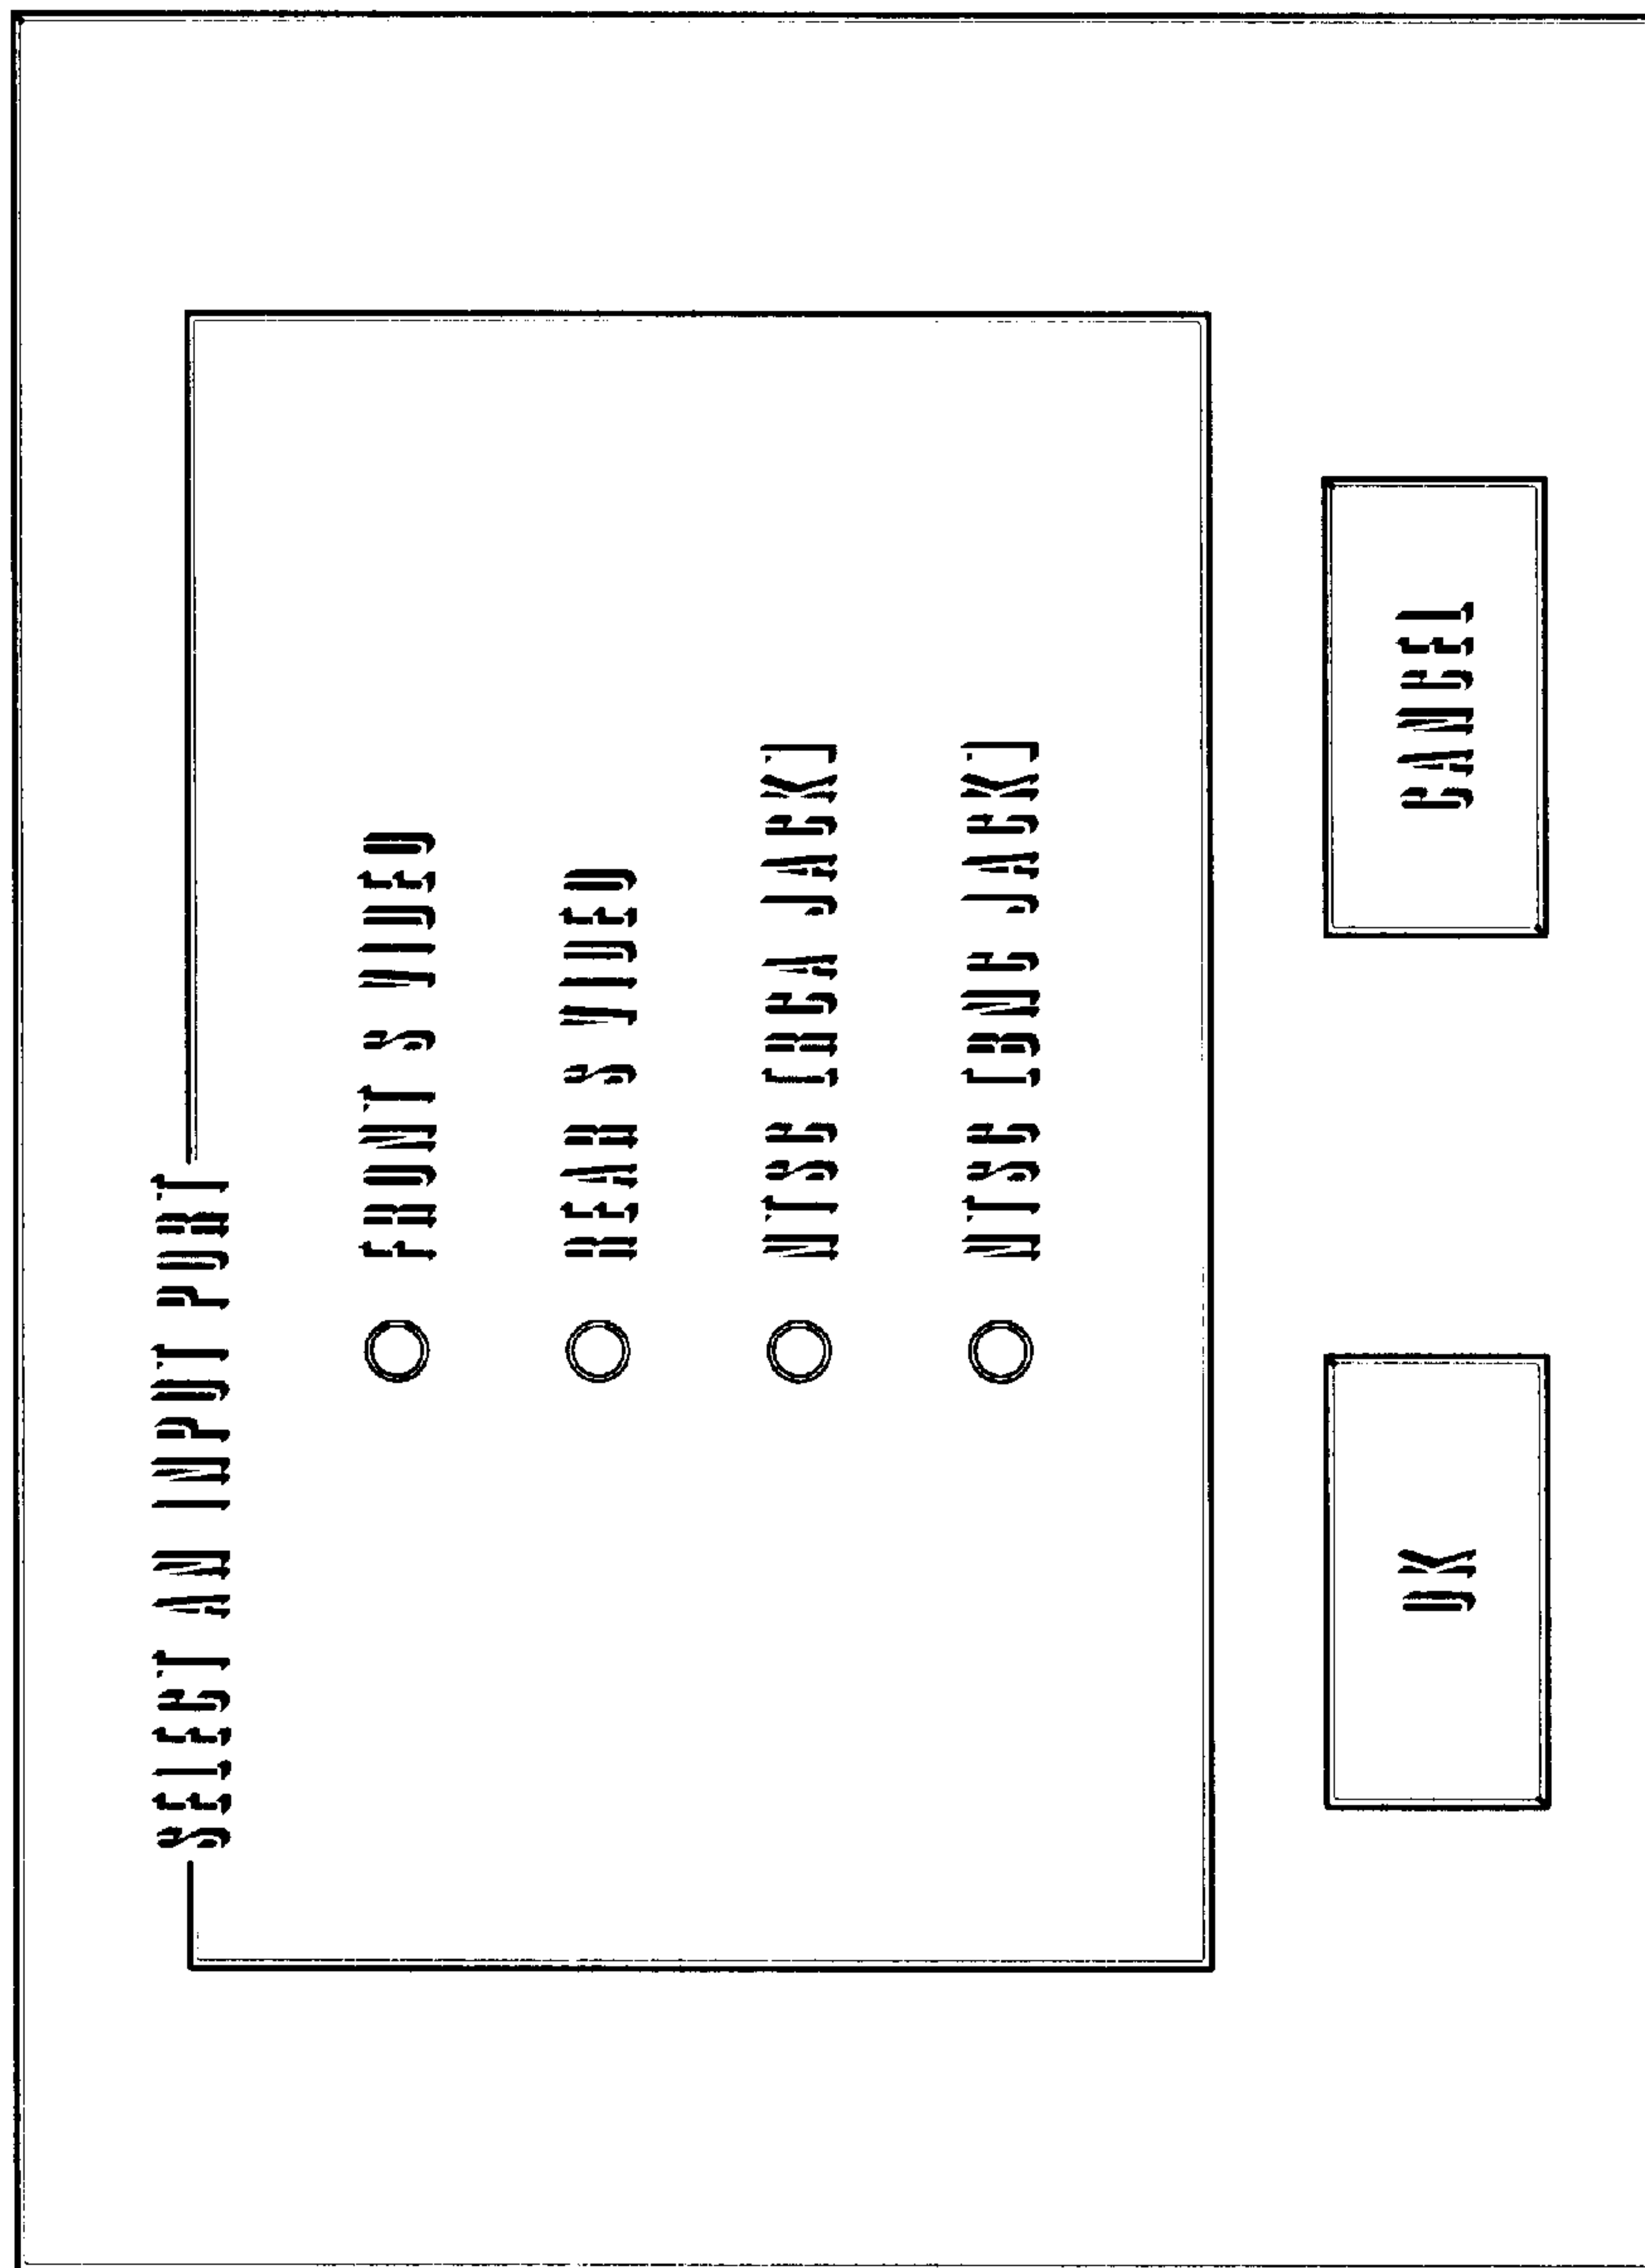 SELECT AN INPUT PORT
FRONT S VIDEO
REAR S VIDEO
NTSC [RCA JACK]
NTSC [BNC JACK]
OK
CANCEL